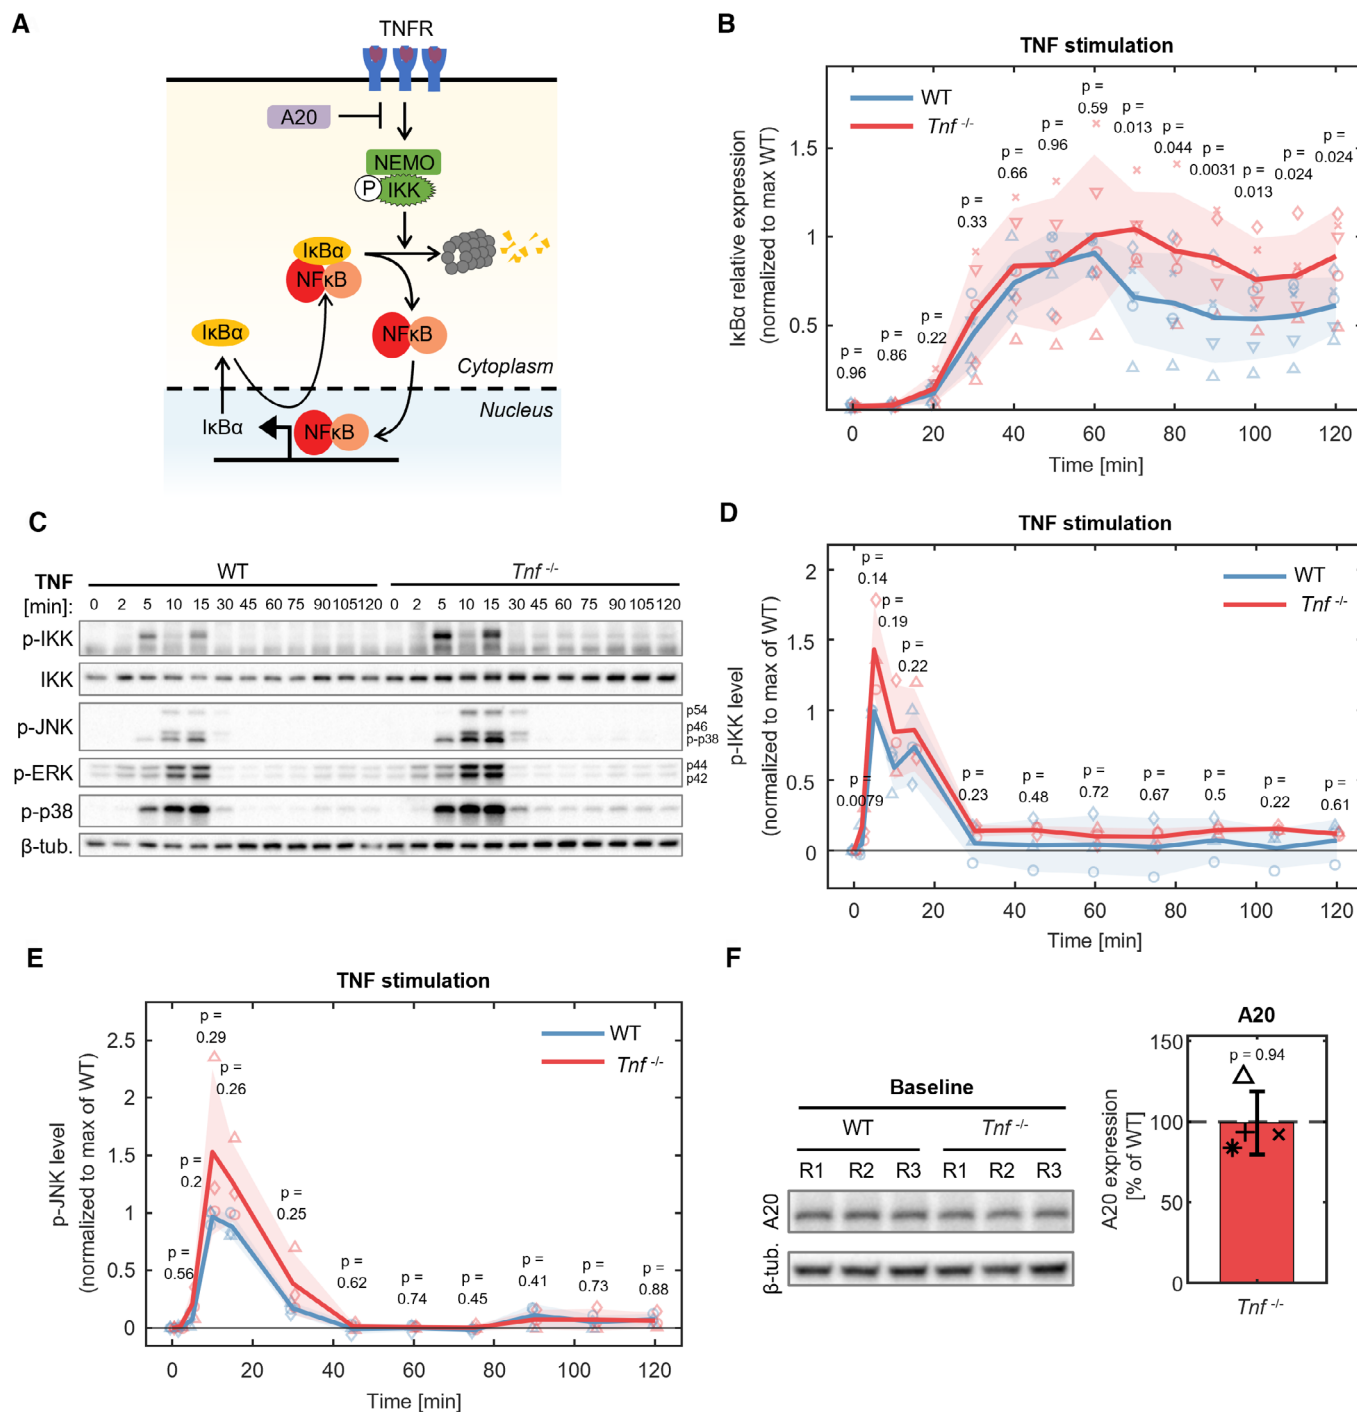 A
TNFR
A20
NEMO
P
IKK
IκBα
NFκB
IκBα
NFκB
Cytoplasm
Nucleus
IκBα
NFκB
B
TNF stimulation
WT
Tnf -/-
IκBα relative expression
(normalized to max WT)
1.5
1
0.5
p =
0.96
p =
0.86
p =
0.22
p =
0.33
p =
0.66
p =
0.96
p =
0.59
p =
0.013
p =
0.044
p =
0.0031
p =
0.013
p =
0.024
p =
0.024
0 20 40 60 80 100 120
Time [min]
C
TNF
WT
Tnf -/-
[min]: 0 2 5 10 15 30 45 60 75 90 105 120 0 2 5 10 15 30 45 60 75 90 105 120
p-IKK
IKK
p-JNK
p54
p46
p-p38
p-ERK
p44
p42
p-p38
β-tub.
D
TNF stimulation
WT
Tnf -/-
p-IKK level
(normalized to max of WT)
2
1.5
1
0.5
0
p =
0.0079
p =
0.14
p =
0.19
p =
0.22
p =
0.23
p =
0.48
p =
0.72
p =
0.67
p =
0.5
p =
0.22
p =
0.61
0 20 40 60 80 100 120
Time [min]
E
TNF stimulation
WT
Tnf -/-
p-JNK level
(normalized to max of WT)
2.5
2
1.5
1
0.5
0
p =
0.56
p =
0.2
p =
0.29
p =
0.26
p =
0.25
p =
0.62
p =
0.74
p =
0.45
p =
0.41
p =
0.73
p =
0.88
0 20 40 60 80 100 120
Time [min]
F
Baseline
WT
Tnf -/-
R1 R2 R3 R1 R2 R3
A20
β-tub.
A20
A20 expression
[% of WT]
150
100
50
0
p = 0.94
Tnf -/-